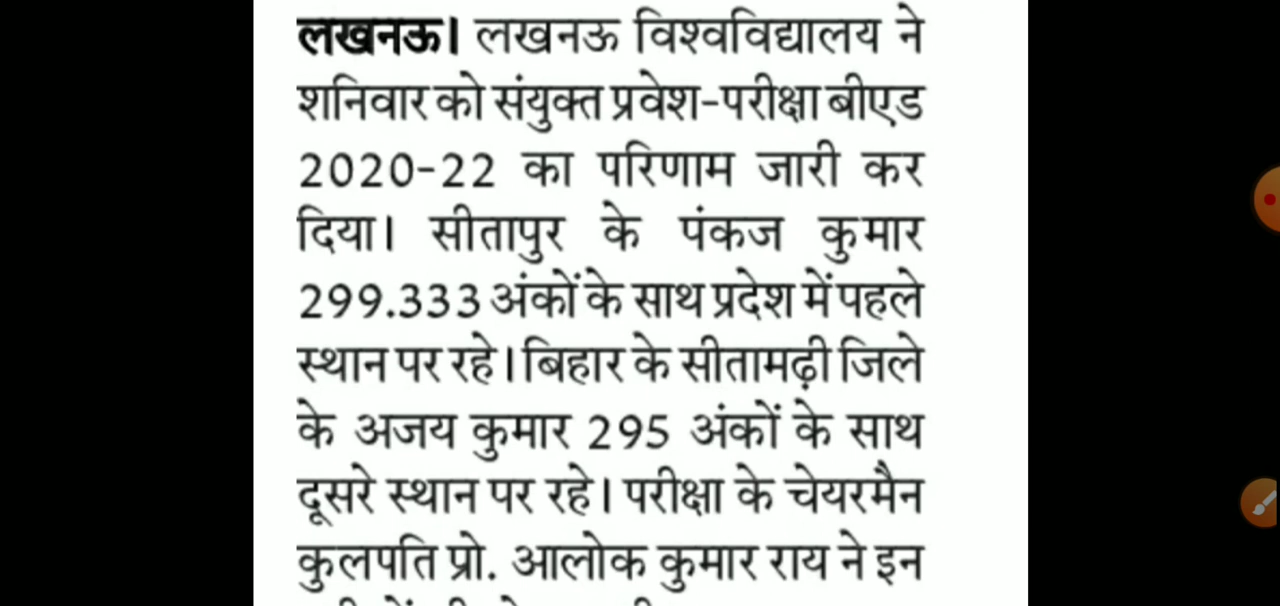 लखनऊ। लखनऊ विश्वविद्यालय ने
शनिवार को संयुक्त प्रवेश-परीक्षा बीएड
2020-22 का परिणाम जारी कर
दिया। सीतापुर के पंकज कुमार
299.333 अंकों के साथ प्रदेश में पहले
स्थान पर रहे। बिहार के सीतामढ़ी जिले
के अजय कुमार 295 अंकों के साथ
दूसरे स्थान पर रहे। परीक्षा के चेयरमैन
कुलपति प्रो. आलोक कुमार राय ने इन